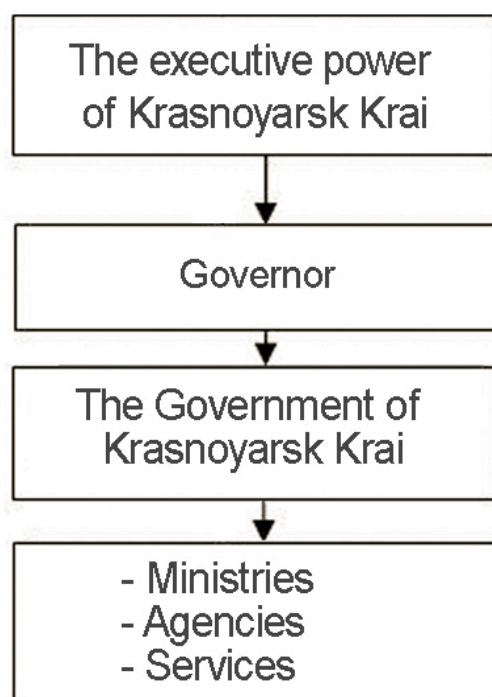 The executive power
of Krasnoyarsk Krai
Governor
The Government of
Krasnoyarsk Krai
- Ministries
- Agencies
- Services